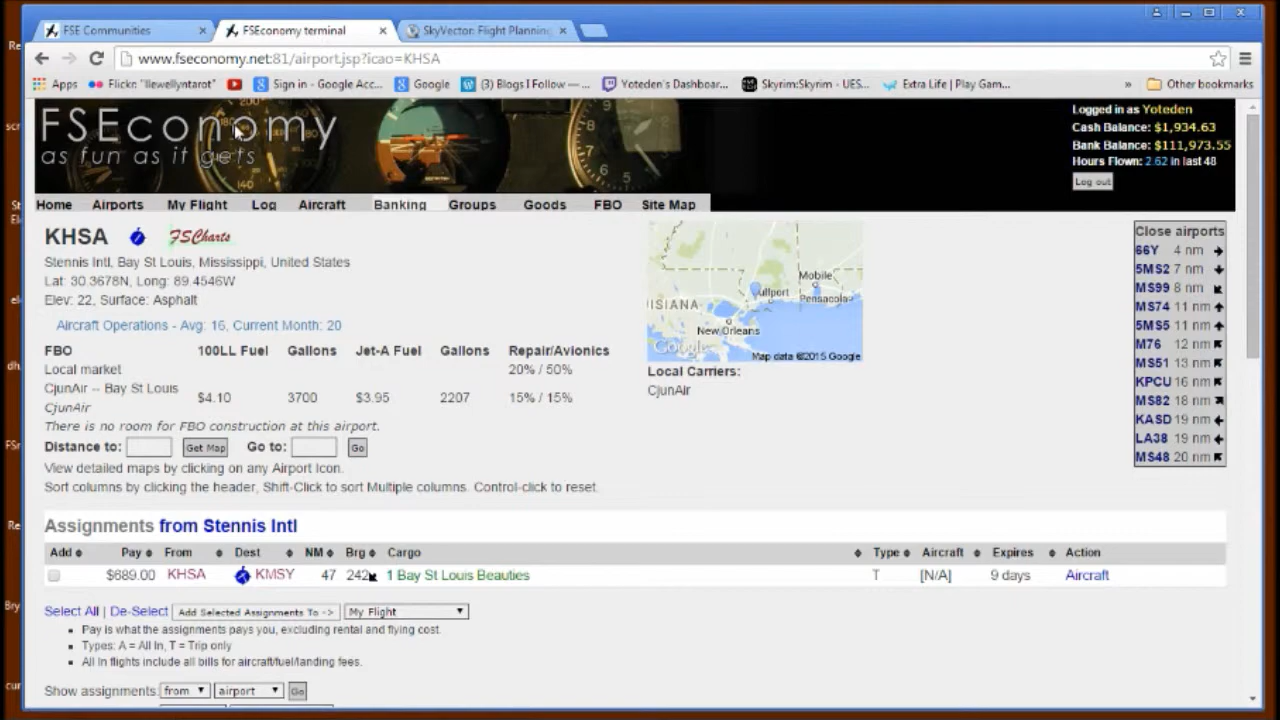 FSE Communities
FSEconomy terminal
SkyVector: Flight Planning
www.fseconomy.net:81/airport.jsp?icao=KHSA
Apps
Flickr: "llewellyntarot"
Sign in - Google Acc...
Google
(3) Blogs I Follow —...
Yoteden's Dashboar...
Skyrim:Skyrim - UES...
Extra Life | Play Gam...
»
Other bookmarks
FSEconomy
as fun as it gets
Logged in as Yoteden
Cash Balance: $1,934.63
Bank Balance: $111,973.55
Hours Flown: 2.62 in last 48
Log out
Home Airports My Flight Log Aircraft Banking Groups Goods FBO Site Map
KHSA FSCharts
Stennis Intl, Bay St Louis, Mississippi, United States
Lat: 30.3678N, Long: 89.4546W
Elev: 22, Surface: Asphalt
Aircraft Operations - Avg: 16, Current Month: 20
FBO 100LL Fuel Gallons Jet-A Fuel Gallons Repair/Avionics
Local market 20% / 50%
CjunAir -- Bay St Louis
CjunAir
$4.10 3700 $3.95 2207 15% / 15%
There is no room for FBO construction at this airport.
Distance to: Get Map Go to: Go
View detailed maps by clicking on any Airport Icon.
Sort columns by clicking the header, Shift-Click to sort Multiple columns. Control-click to reset.
Mobile
Gulfport
Pensacola
UISIANA
New Orleans
Google
Map data ©2015 Google
Local Carriers:
CjunAir
Close airports
66Y 4 nm
5MS2 7 nm
MS99 8 nm
MS74 11 nm
5MS5 11 nm
M76 12 nm
MS51 13 nm
KPCU 16 nm
MS82 18 nm
KASD 19 nm
LA38 19 nm
MS48 20 nm
Assignments from Stennis Intl
Add Pay From Dest NM Brg Cargo Type Aircraft Expires Action
$689.00 KHSA KMSY 47 242 1 Bay St Louis Beauties T [N/A] 9 days Aircraft
Select All | De-Select Add Selected Assignments To -> My Flight
Pay is what the assignments pays you, excluding rental and flying cost.
Types: A = All In, T = Trip only
All In flights include all bills for aircraft/fuel/landing fees.
Show assignments: from airport Go